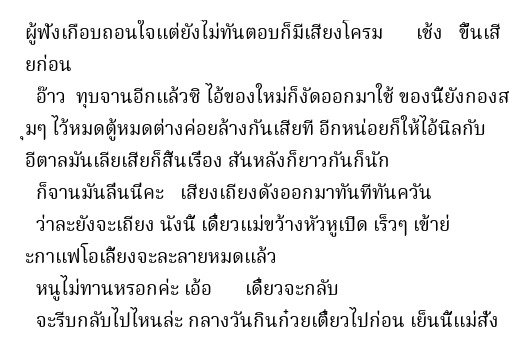 ผู้ฟังเกือบถอนใจแต่ยังไม่ทันตอบก็มีเสียงโครม เช้ง ขึ้นเสี
ยก่อน
อ๊าว ทุบจานอีกแล้วซิ ไอ้ของใหม่ก็งัดออกมาใช้ ของนี้ยังกองส
ุมๆ ไว้หมดตู้หมดต่างค่อยล้างกันเสียที อีกหน่อยก็ให้ไอ้นิลกับ
อีตาลมันเลียเสียก็สิ้นเรื่อง สันหลังก็ยาวกันก็นัก
ก็จานมันลื่นนี่คะ เสียงเถียงดังออกมาทันทีทันควัน
ว่าละยังจะเถียง นังนี่ เดี๋ยวแม่ขว้างหัวหูเปิด เร็วๆ เข้าย่
ะกาแฟโอเลี้ยงจะละลายหมดแล้ว
หนูไม่ทานหรอกค่ะ เอ้อ เดี๋ยวจะกลับ
จะรีบกลับไปไหนล่ะ กลางวันกินก๋วยเตี๋ยวไปก่อน เย็นนี้แม่สั่ง